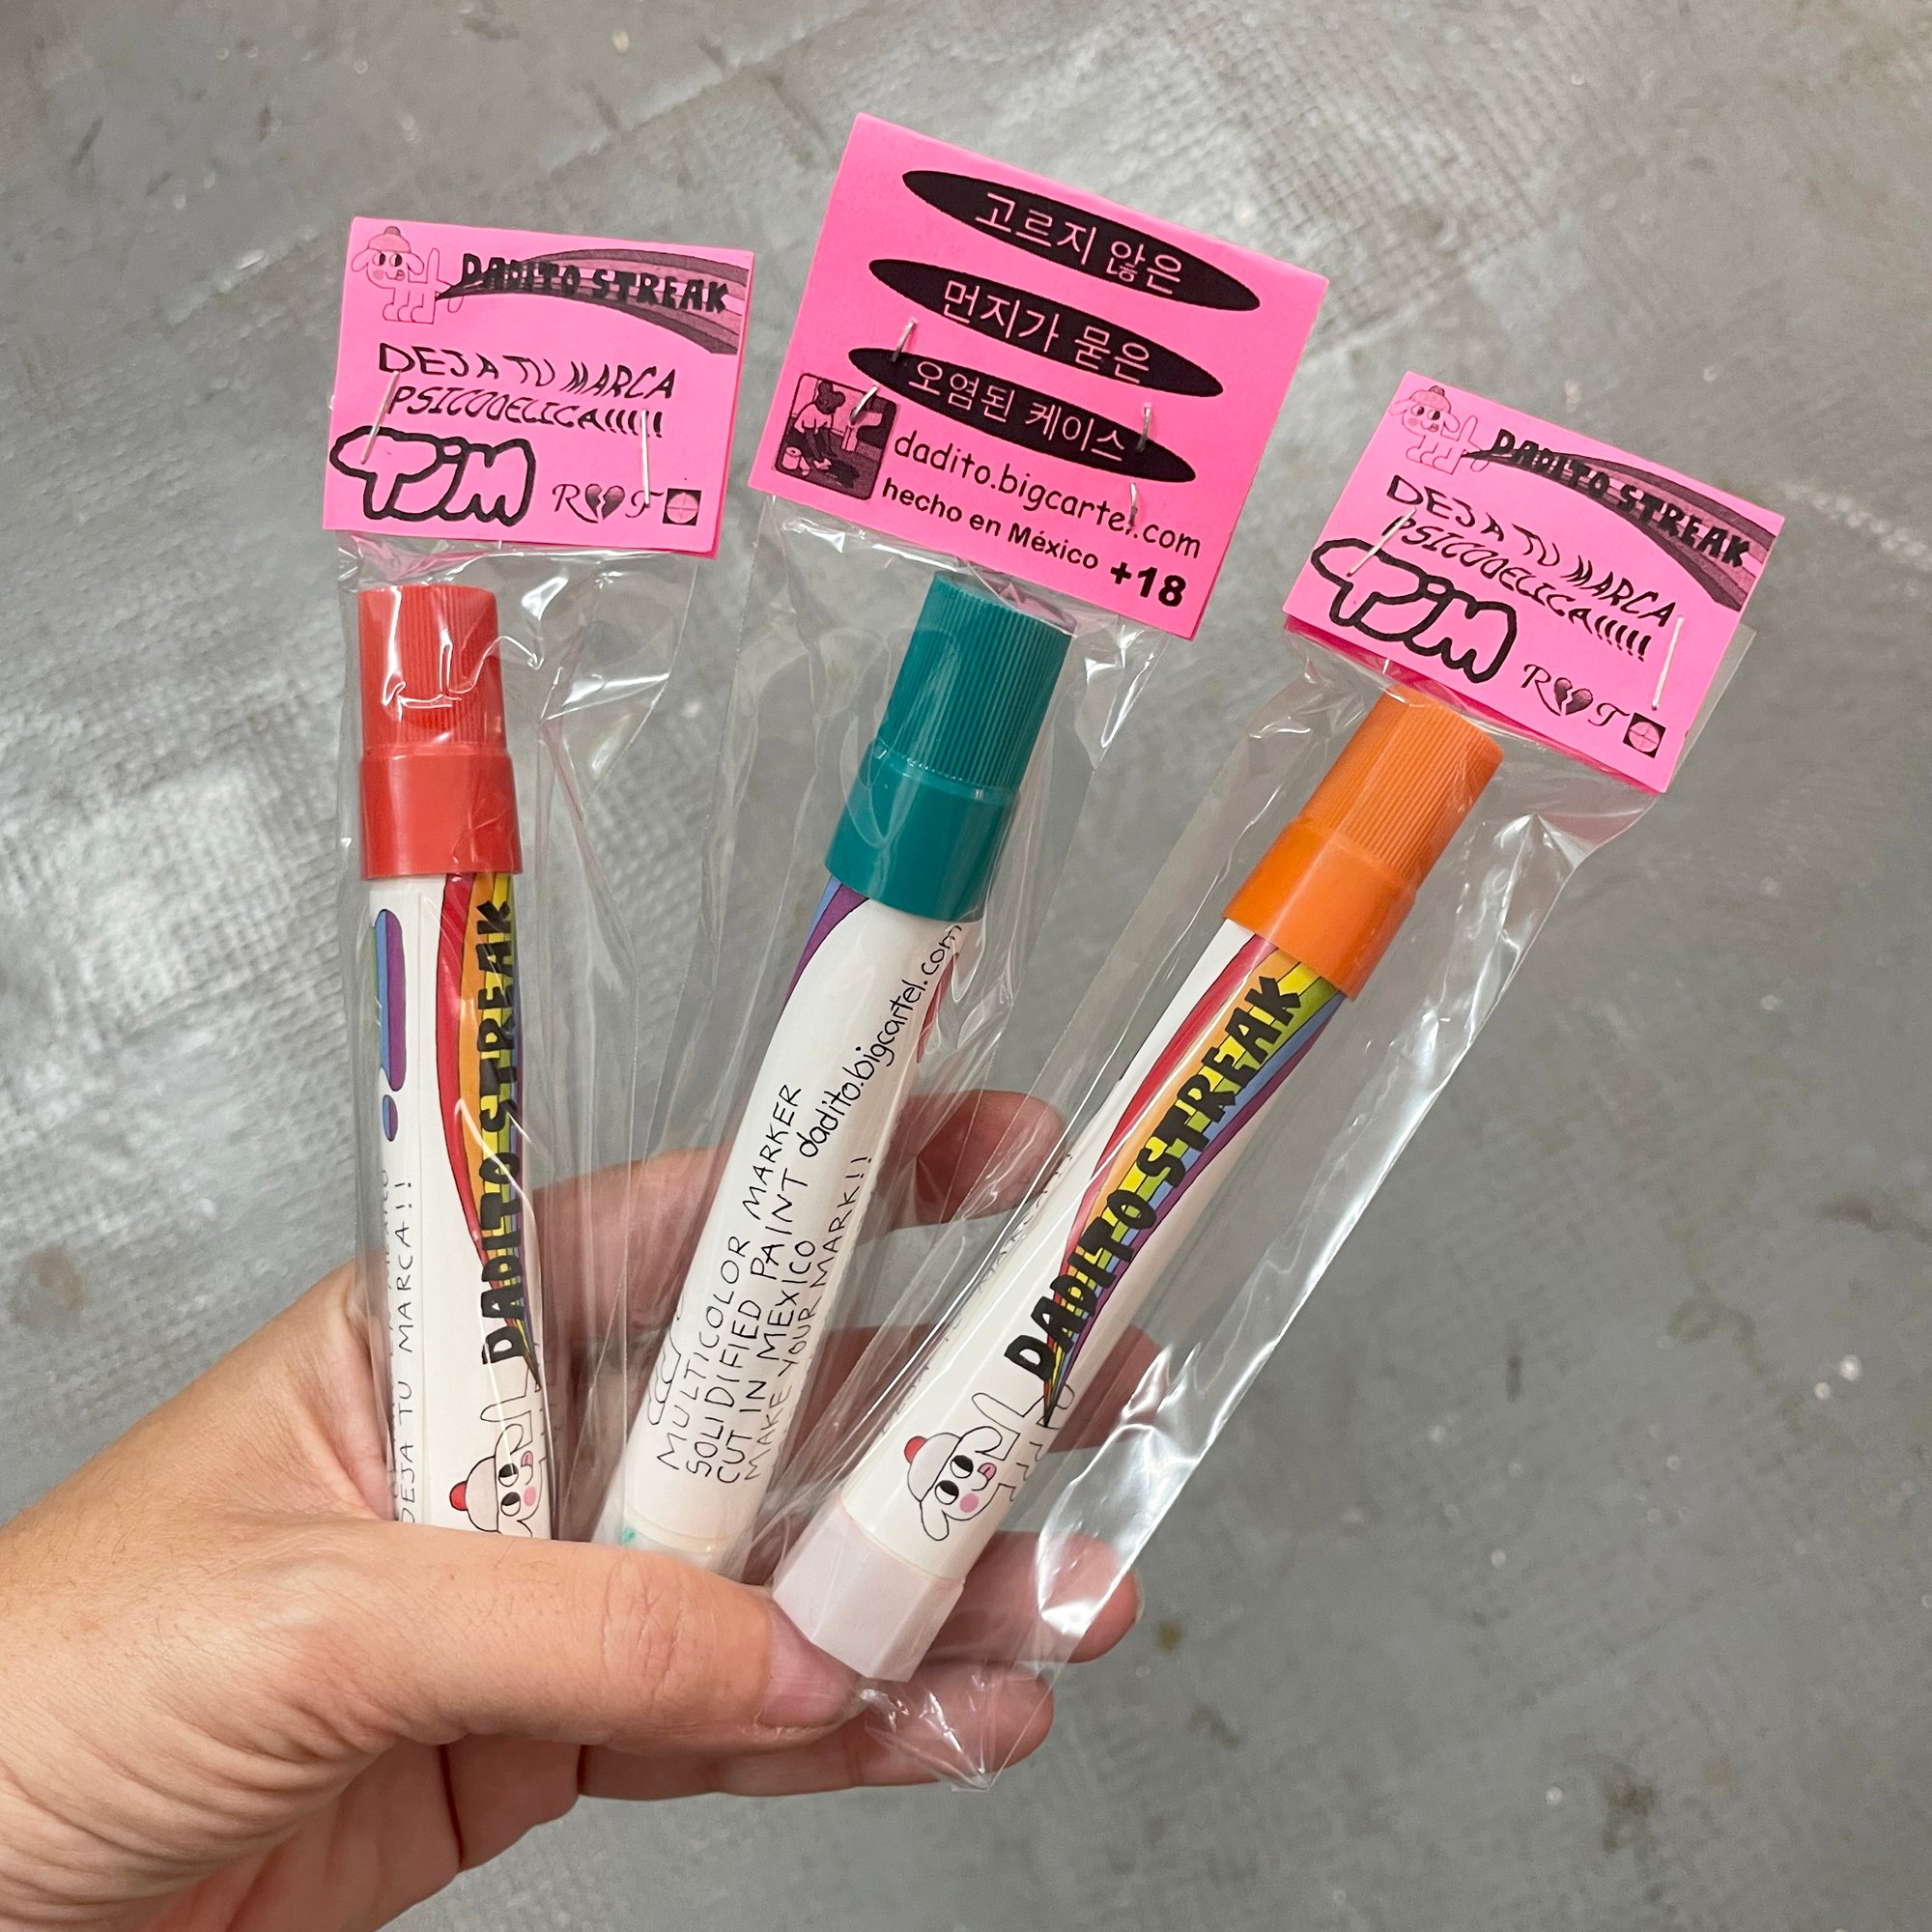 DADITO STREAK
DEJA TU MARCA
PSICODELICA!!!!!
TJM
고르지 않은
먼지가 묻은
오염된 케이스
dadito.bigcartel.com
hecho en México +18
DADITO STREAK
DEJA TU MARCA
PSICODELICA!!!!!
TJM
DEJA TU MARCA!!
DADITO STREAK
MULTICOLOR MARKER
SOLIDIFIED PAINT
CUT IN MEXICO
MAKE YOUR MARK!!
dadito.bigcartel.com
DADITO STREAK